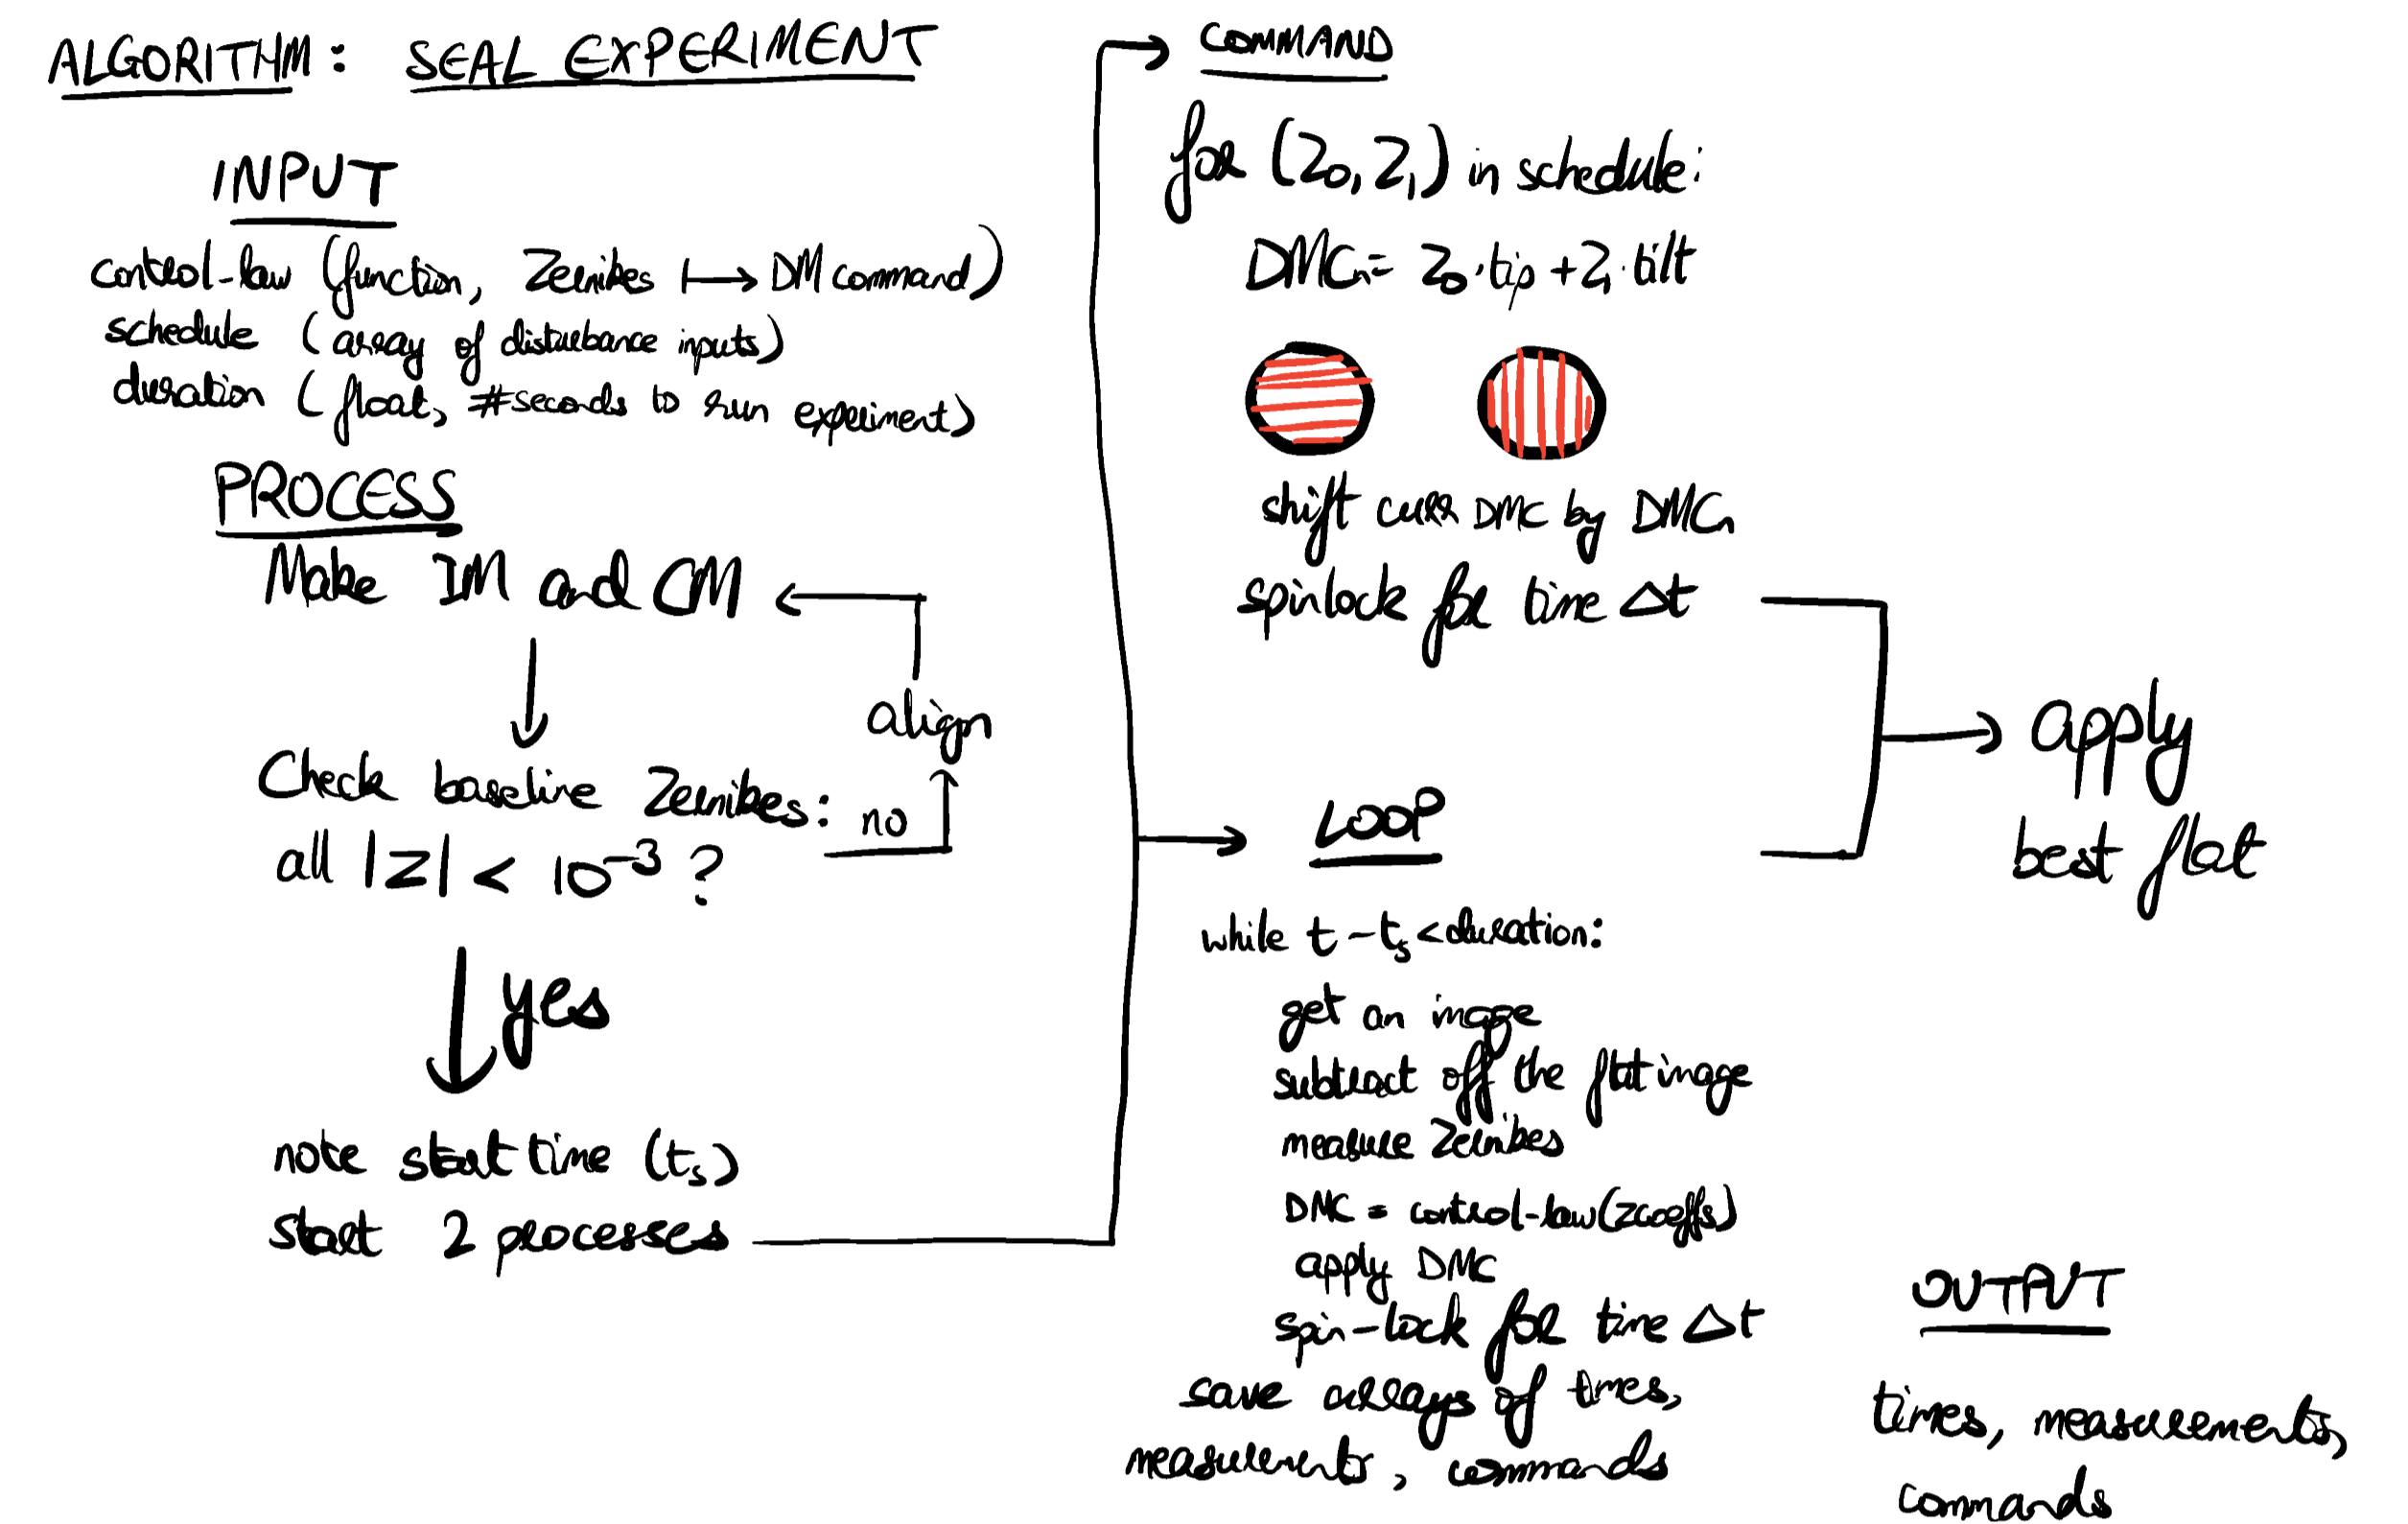 ALGORITHM: SEAL EXPERIMENT
INPUT
control-law (function, Zernikes ↦ DM command)
schedule (array of disturbance inputs)
duration (float, #seconds to run experiment)
PROCESS
Make IM and CM
align
Check baseline Zernikes: no
all |Z| < 10⁻³ ?
yes
note start time (tₛ)
Start 2 processes
COMMAND
for (Z₀, Z₁) in schedule:
DMCₙ = Z₀·tip + Z₁·tilt
shift curr DMC by DMCₙ
spinlock for time Δt
LOOP
while t - tₛ < duration:
get an image
subtract off the flat image
measure Zernikes
DMC = control-law(zcoeffs)
apply DMC
spin-lock for time Δt
save arrays of times,
measurements, commands
apply
best flat
OUTPUT
times, measurements,
commands